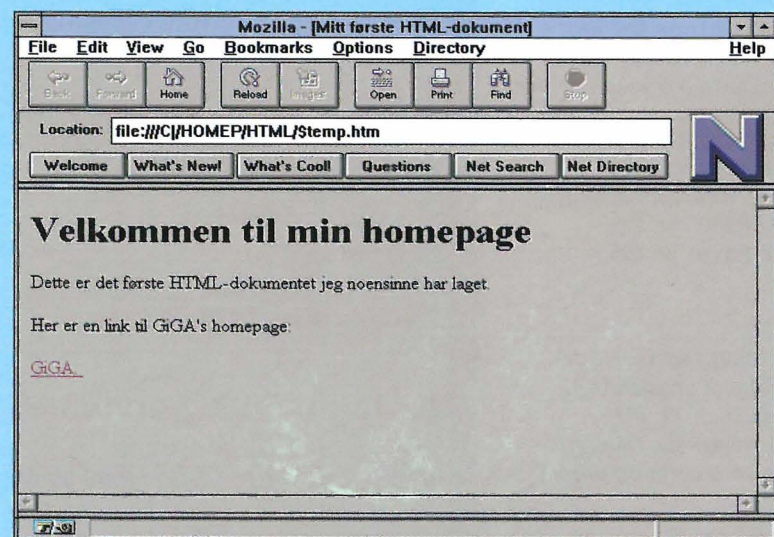 Mozilla - [Mitt første HTML-dokument]
File Edit View Go Bookmarks Options Directory Help
Back Forward Home Reload Images Open Print Find Stop
Location: file:///C|/HOMEP/HTML/$temp.htm
Welcome What's New! What's Cool! Questions Net Search Net Directory
N
Velkommen til min homepage
Dette er det første HTML-dokumentet jeg noensinne har laget.
Her er en link til GiGA's homepage:
GiGA.